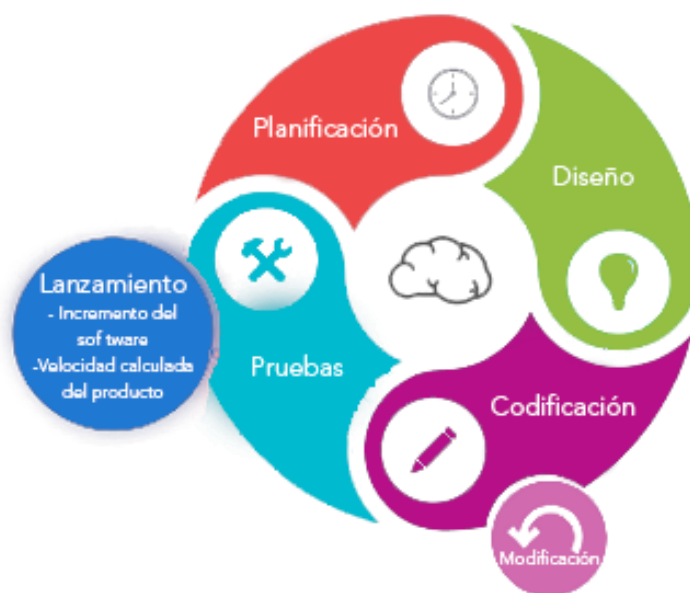 Planificación
Diseño
Lanzamiento
- Incremento del
sof tware
-Velocidad calculada
del producto
Pruebas
Codificación
Modificación